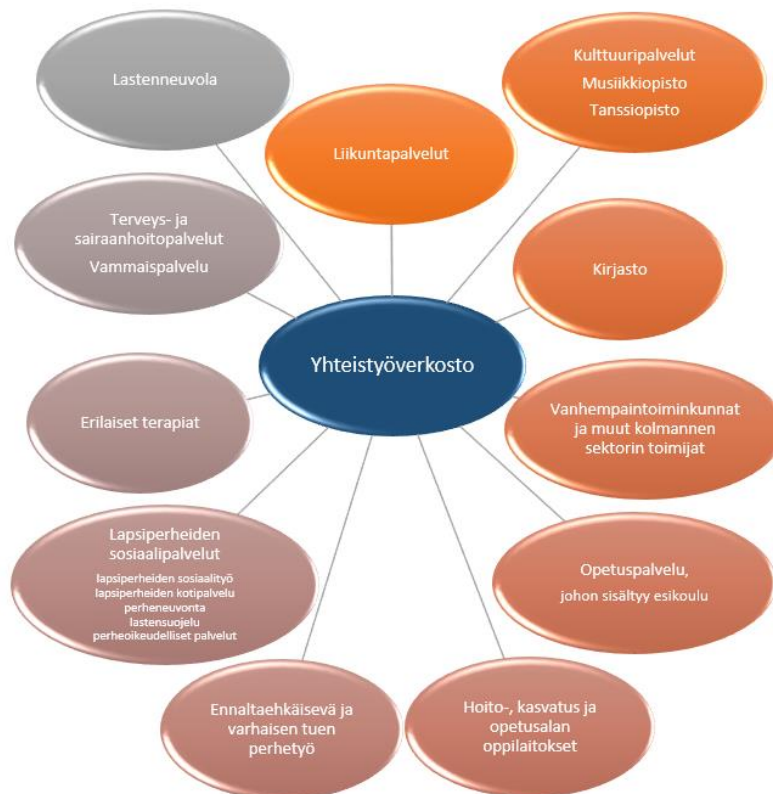 Lastenneuvola
Liikuntapalvelut
Kulttuuripalvelut
Musiikkiopisto
Tanssiopisto
Terveys- ja
sairaanhoitopalvelut
Vammaispalvelu
Kirjasto
Yhteistyöverkosto
Erilaiset terapiat
Vanhempaintoiminkunnat
ja muut kolmannen
sektorin toimijat
Lapsiperheiden
sosiaalipalvelut
lapsiperheiden sosiaalityö
lapsiperheiden kotipalvelu
perheneuvonta
lastensuojelu
perheoikeudelliset palvelut
Opetuspalvelu,
johon sisältyy esikoulu
Ennaltaehkäisevä ja
varhaisen tuen
perhetyö
Hoito-, kasvatus ja
opetusalan
oppilaitokset